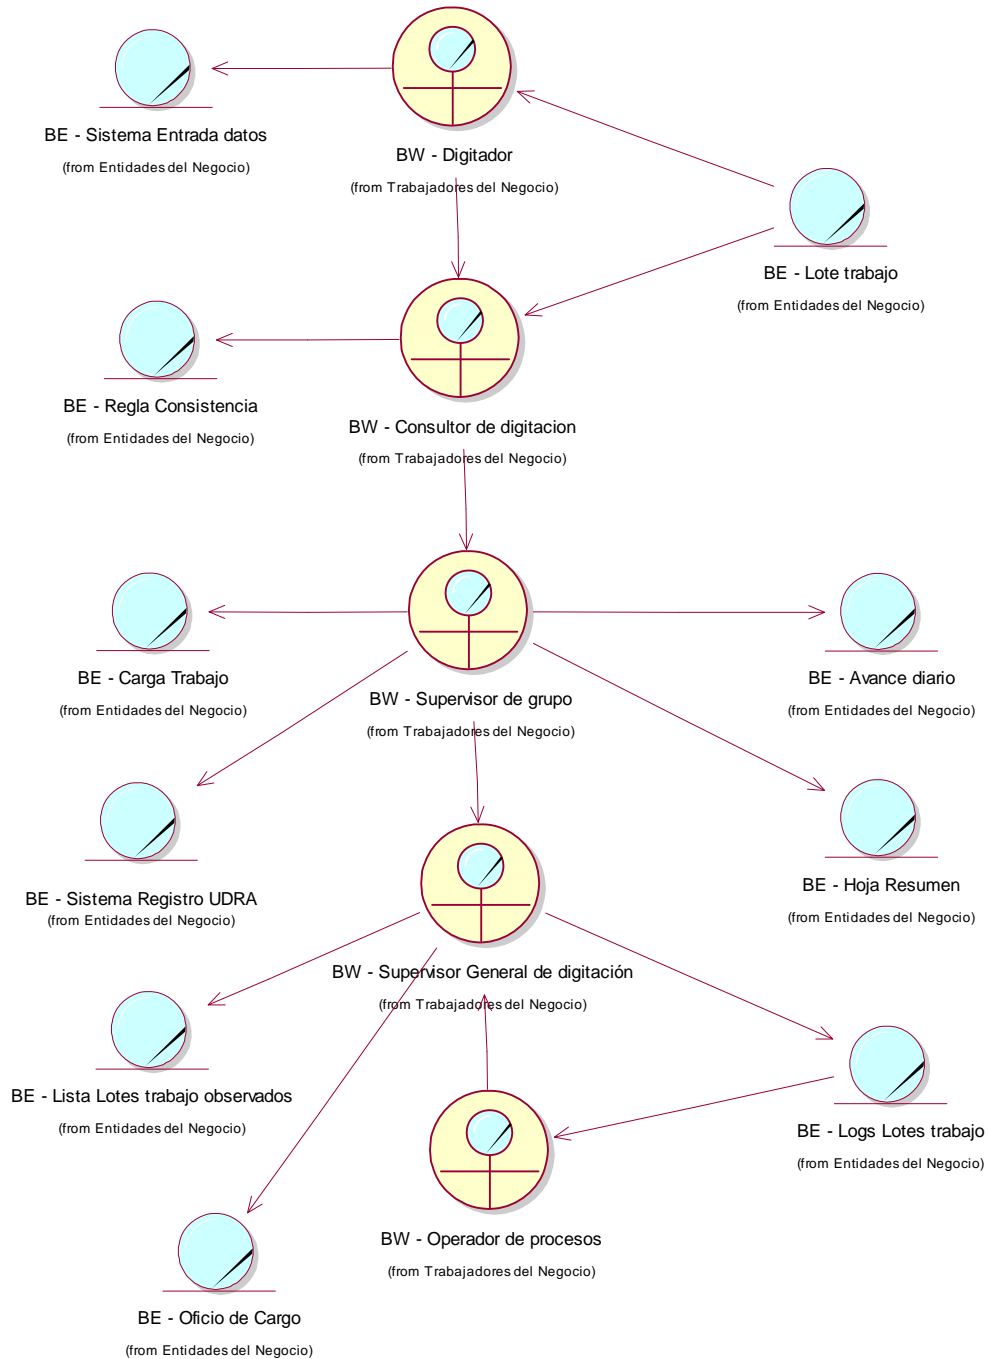 BE - Sistema Entrada datos
(from Entidades del Negocio)
BW - Digitador
(from Trabajadores del Negocio)
BE - Lote trabajo
(from Entidades del Negocio)
BE - Regla Consistencia
(from Entidades del Negocio)
BW - Consultor de digitacion
(from Trabajadores del Negocio)
BE - Carga Trabajo
(from Entidades del Negocio)
BW - Supervisor de grupo
(from Trabajadores del Negocio)
BE - Avance diario
(from Entidades del Negocio)
BE - Sistema Registro UDRA
(from Entidades del Negocio)
BE - Hoja Resumen
(from Entidades del Negocio)
BW - Supervisor General de digitación
(from Trabajadores del Negocio)
BE - Lista Lotes trabajo observados
(from Entidades del Negocio)
BE - Logs Lotes trabajo
(from Entidades del Negocio)
BW - Operador de procesos
(from Trabajadores del Negocio)
BE - Oficio de Cargo
(from Entidades del Negocio)